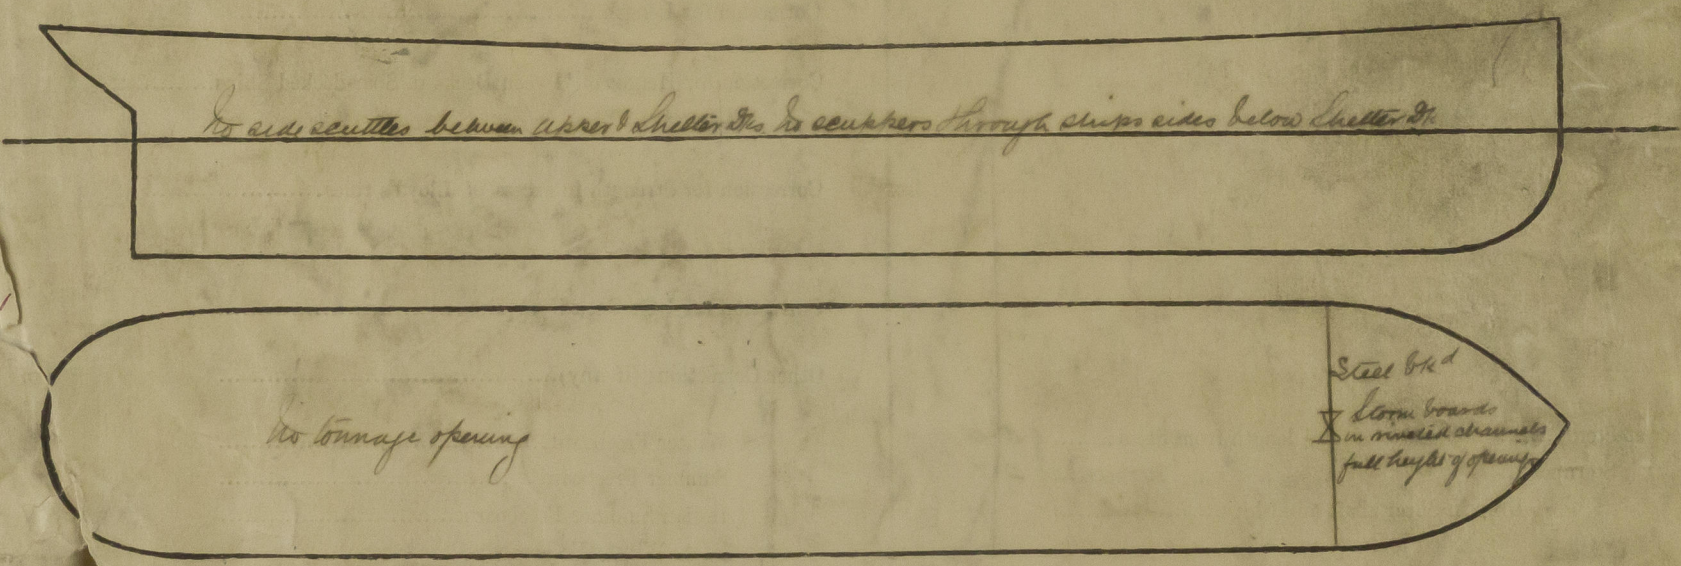 No side scuttles between upper & Shelter Dks. No scuppers through ships sides below Shelter Dk.
No tonnage opening
Steel bkd
Storm boards
in riveted channels
full height of opening